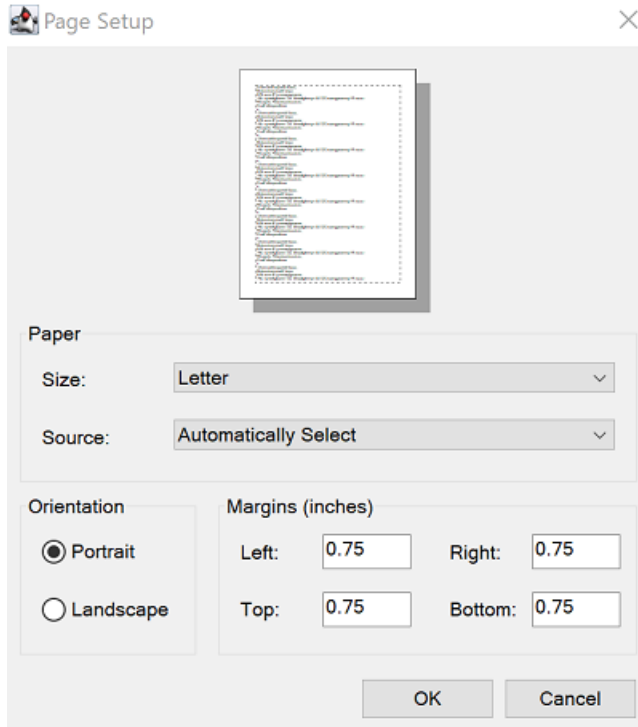 Page Setup
Paper
Size: Letter
Source: Automatically Select
Orientation
Portrait
Landscape
Margins (inches)
Left: 0.75 Right: 0.75
Top: 0.75 Bottom: 0.75
OK Cancel